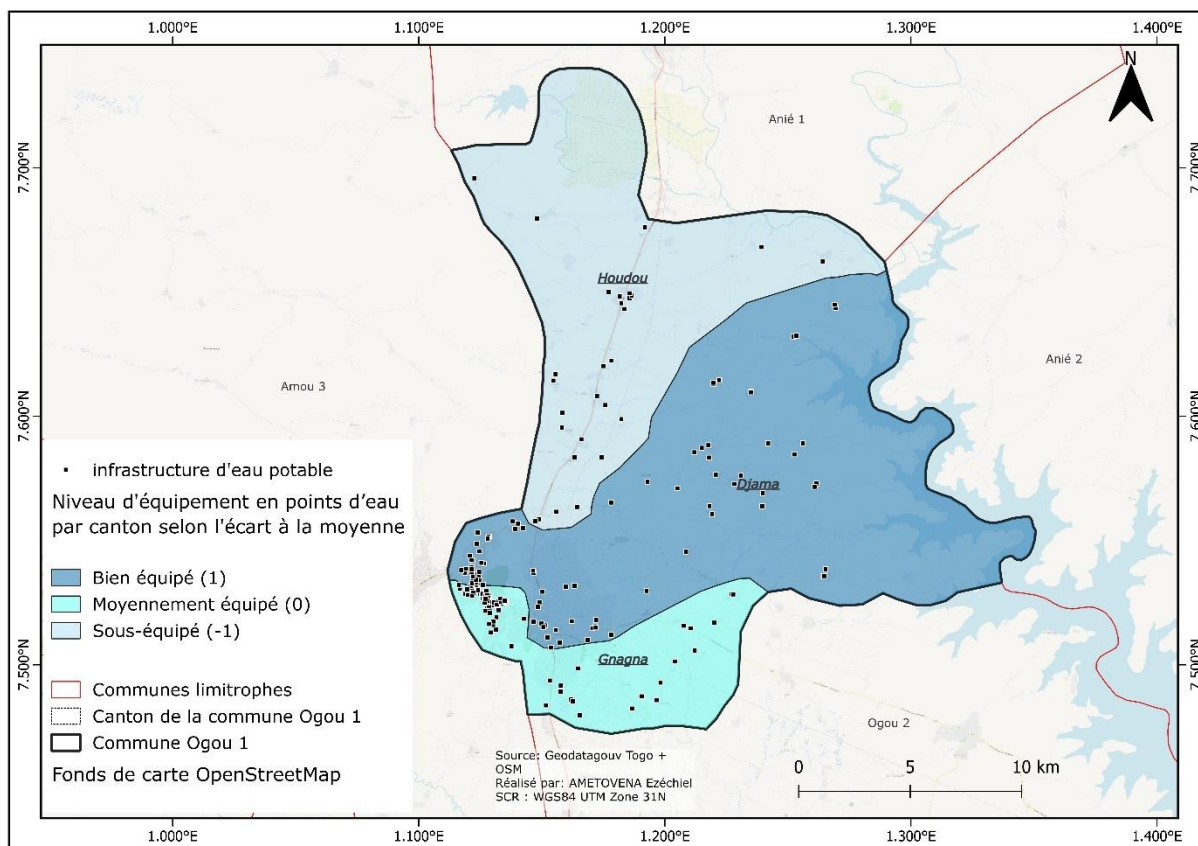 1.000°E 1.100°E 1.200°E 1.300°E 1.400°E
N
Anié 1
7.700°N 7.700°N
Houdou
Anié 2
Amou 3
7.600°N 7.600°N
infrastructure d'eau potable
Niveau d'équipement en points d’eau
par canton selon l'écart à la moyenne
Djama
Bien équipé (1)
Moyennement équipé (0)
Sous-équipé (-1)
7.500°N
Gnagna
Communes limitrophes
Canton de la commune Ogou 1
Commune Ogou 1
Fonds de carte OpenStreetMap
Ogou 2
7.500°N
Source: Geodatagouv Togo +
OSM
Réalisé par: AMETOVENA Ezéchiel
SCR : WGS84 UTM Zone 31N
0 5 10 km
1.000°E 1.100°E 1.200°E 1.300°E 1.400°E